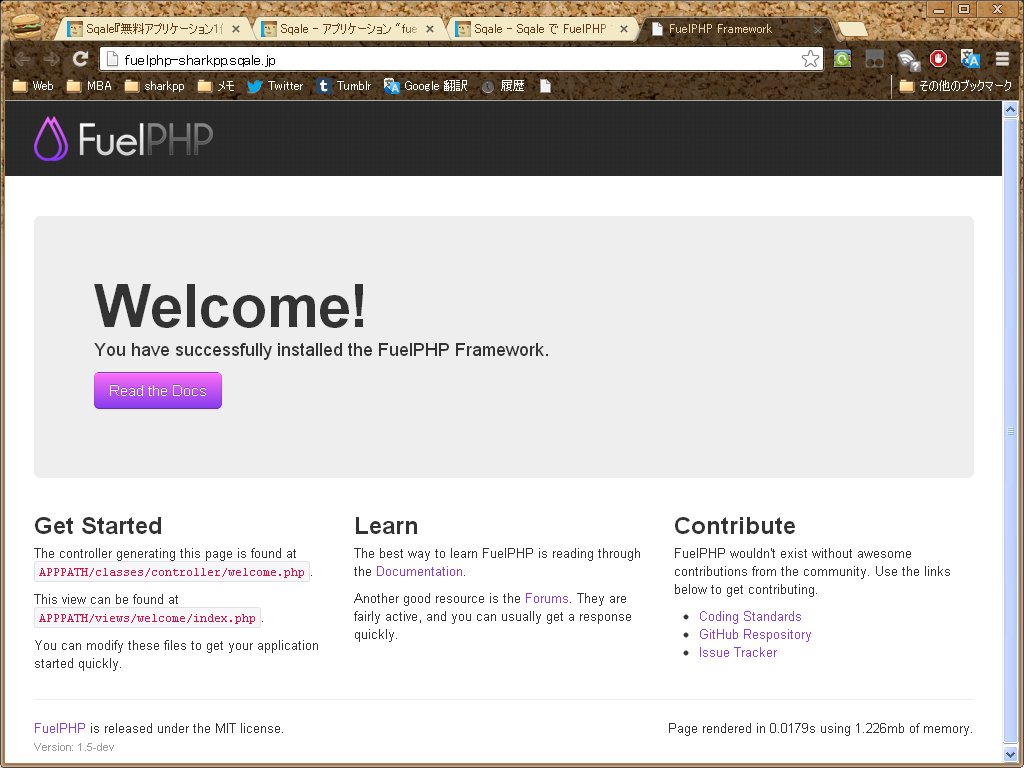 Sqale『無料アプリケーション1
Sqale - アプリケーション "fue
Sqale - Sqale で FuelPHP
FuelPHP Framework
fuelphp-sharkpp.sqale.jp
Web
MBA
sharkpp
メモ
Twitter
Tumblr
Google 翻訳
履歴
その他のブックマーク
FuelPHP
Welcome!
You have successfully installed the FuelPHP Framework.
Read the Docs
Get Started
The controller generating this page is found at
APPPATH/classes/controller/welcome.php.
This view can be found at
APPPATH/views/welcome/index.php.
You can modify these files to get your application
started quickly.
Learn
The best way to learn FuelPHP is reading through
the Documentation.
Another good resource is the Forums. They are
fairly active, and you can usually get a response
quickly.
Contribute
FuelPHP wouldn't exist without awesome
contributions from the community. Use the links
below to get contributing.
Coding Standards
GitHub Respository
Issue Tracker
FuelPHP is released under the MIT license.
Version: 1.5-dev
Page rendered in 0.0179s using 1.226mb of memory.